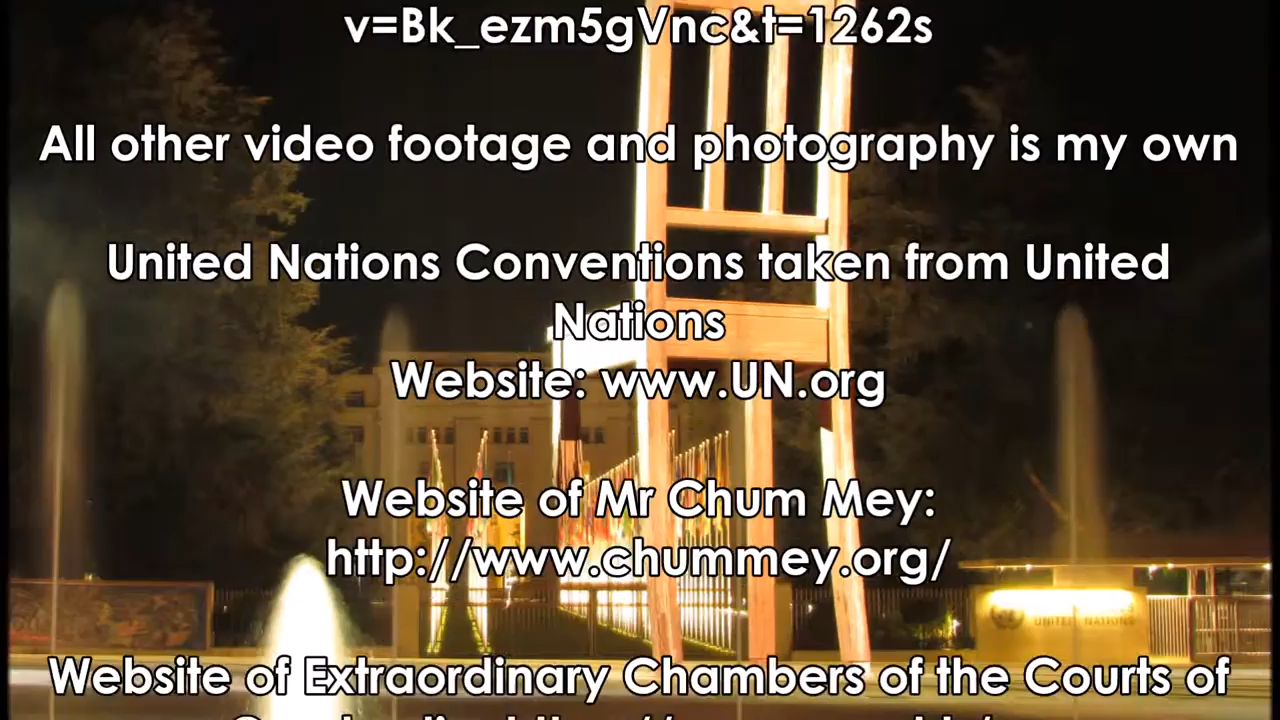 v=Bk_ezm5gVnc&t=1262s
All other video footage and photography is my own
United Nations Conventions taken from United
Nations
Website: www.UN.org
Website of Mr Chum Mey:
http://www.chummey.org/
UNITED NATIONS
Website of Extraordinary Chambers of the Courts of